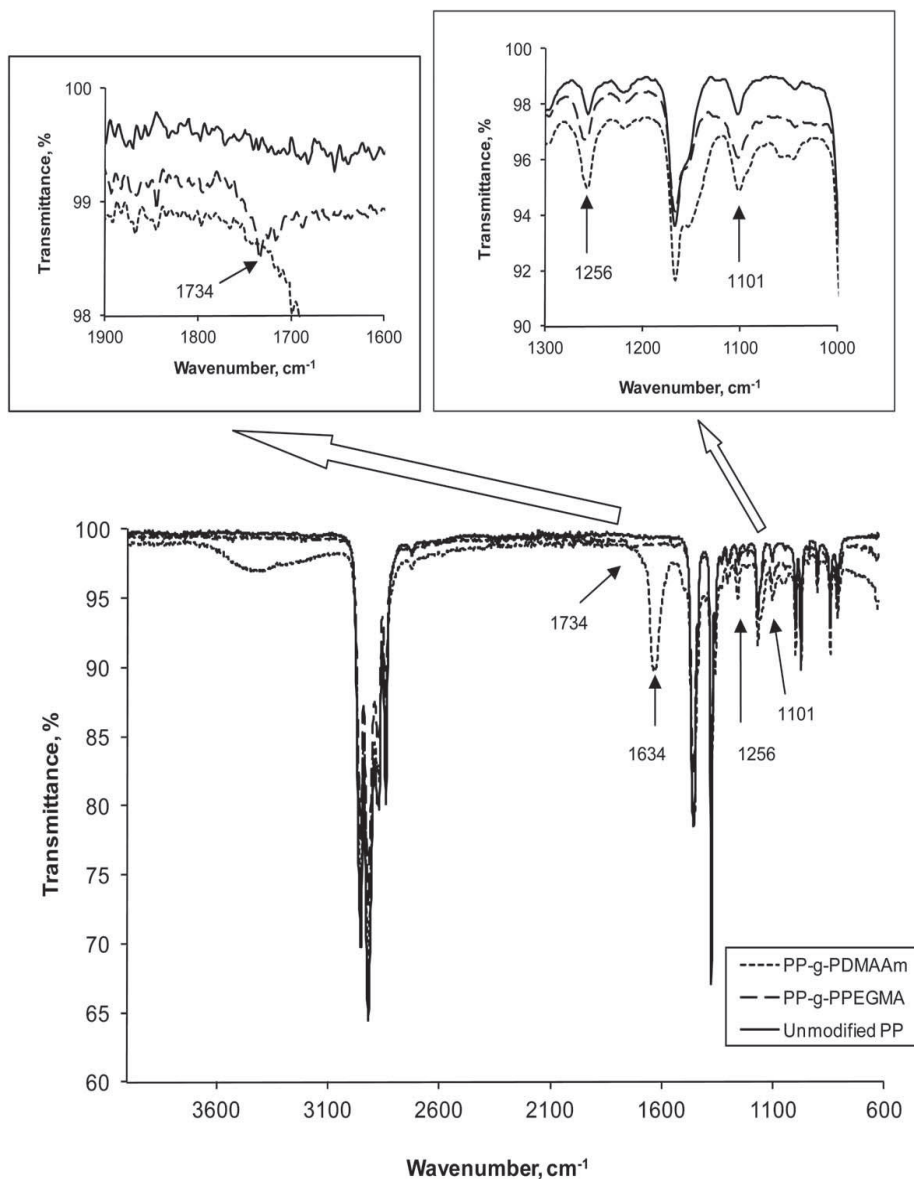 100
99
98
Transmittance, %
1734
1900 1800 1700 1600
Wavenumber, cm-1
100
98
96
94
92
90
Transmittance, %
1256
1101
1300 1200 1100 1000
Wavenumber, cm-1
100
95
90
85
80
75
70
65
60
Transmittance, %
1734
1634
1256
1101
PP-g-PDMAAm
PP-g-PPEGMA
Unmodified PP
3600 3100 2600 2100 1600 1100 600
Wavenumber, cm-1